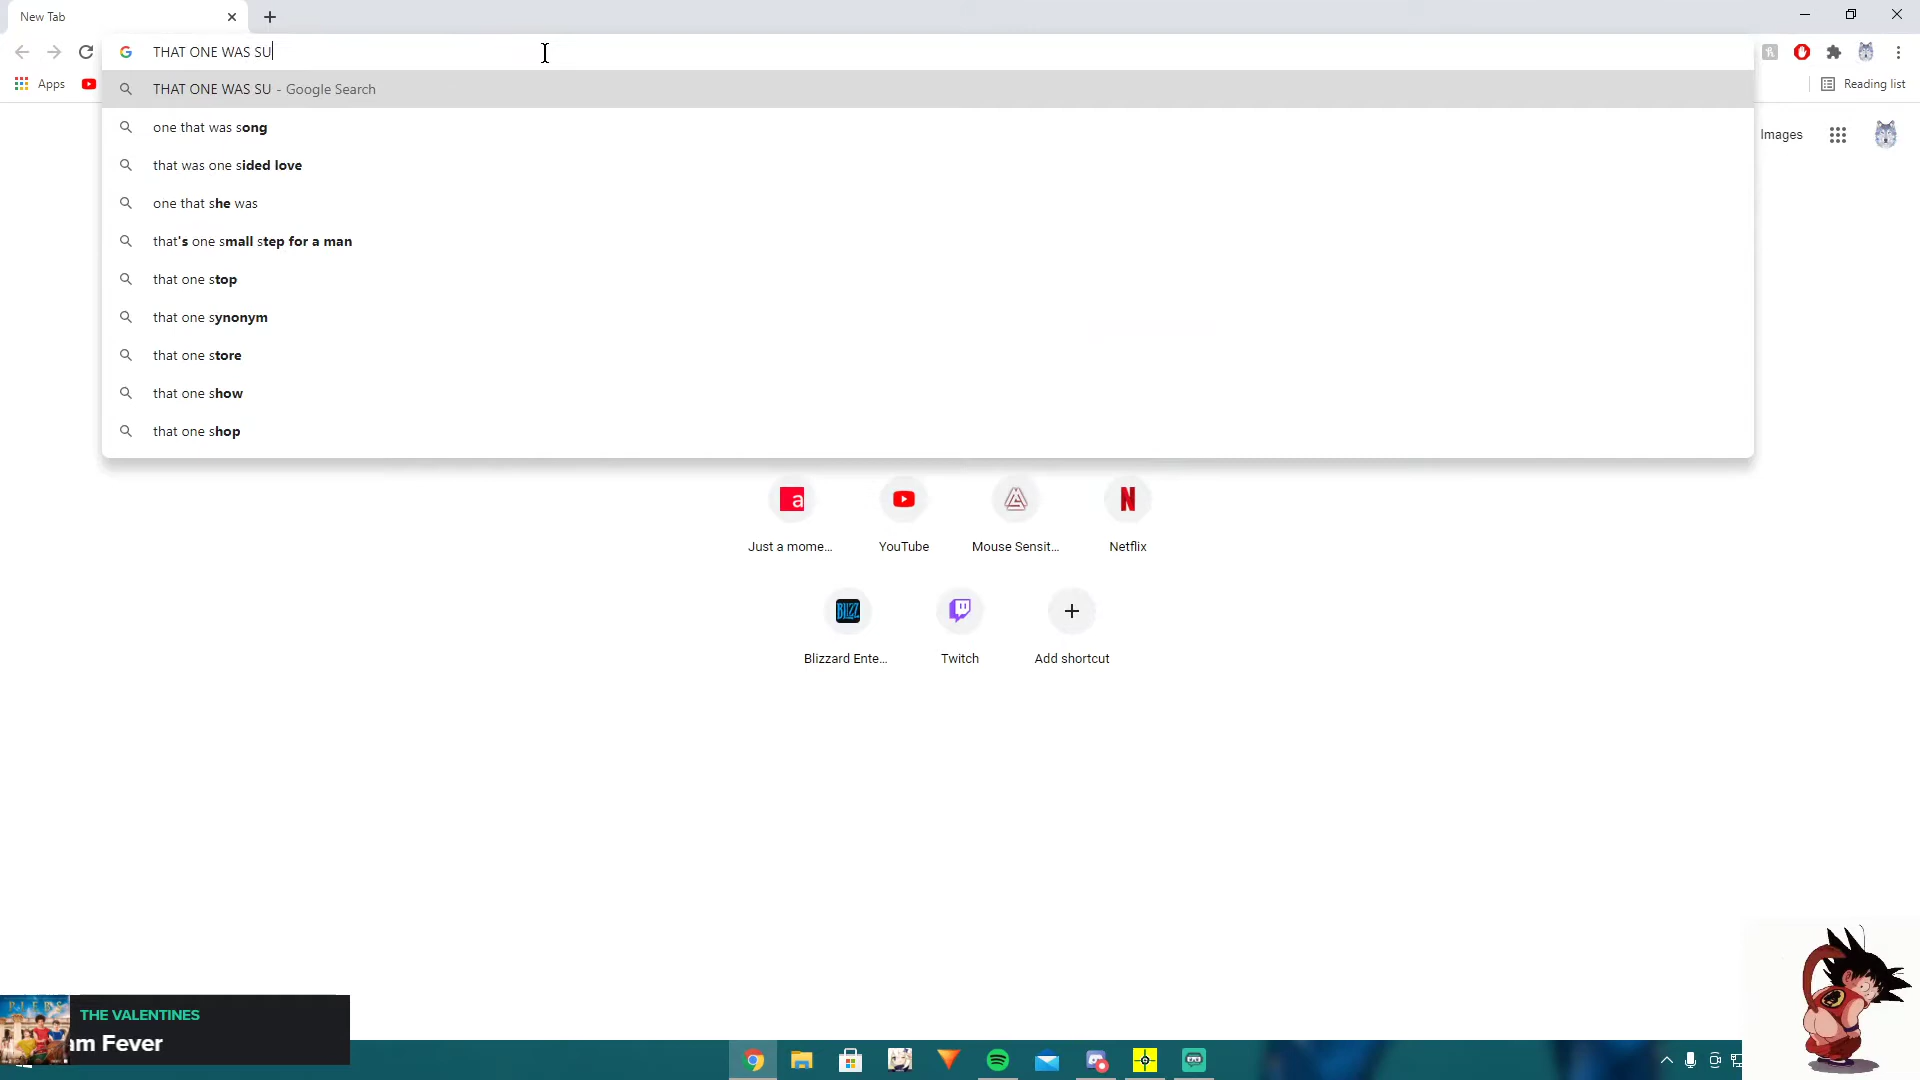 New Tab
THAT ONE WAS SU
Apps
Reading list
THAT ONE WAS SU - Google Search
one that was song
Images
that was one sided love
one that she was
that's one small step for a man
that one stop
that one synonym
that one store
that one show
that one shop
a
N
Just a mome...
YouTube
Mouse Sensit...
Netflix
BLIZZ
Blizzard Ente...
Twitch
Add shortcut
THE VALENTINES
am Fever